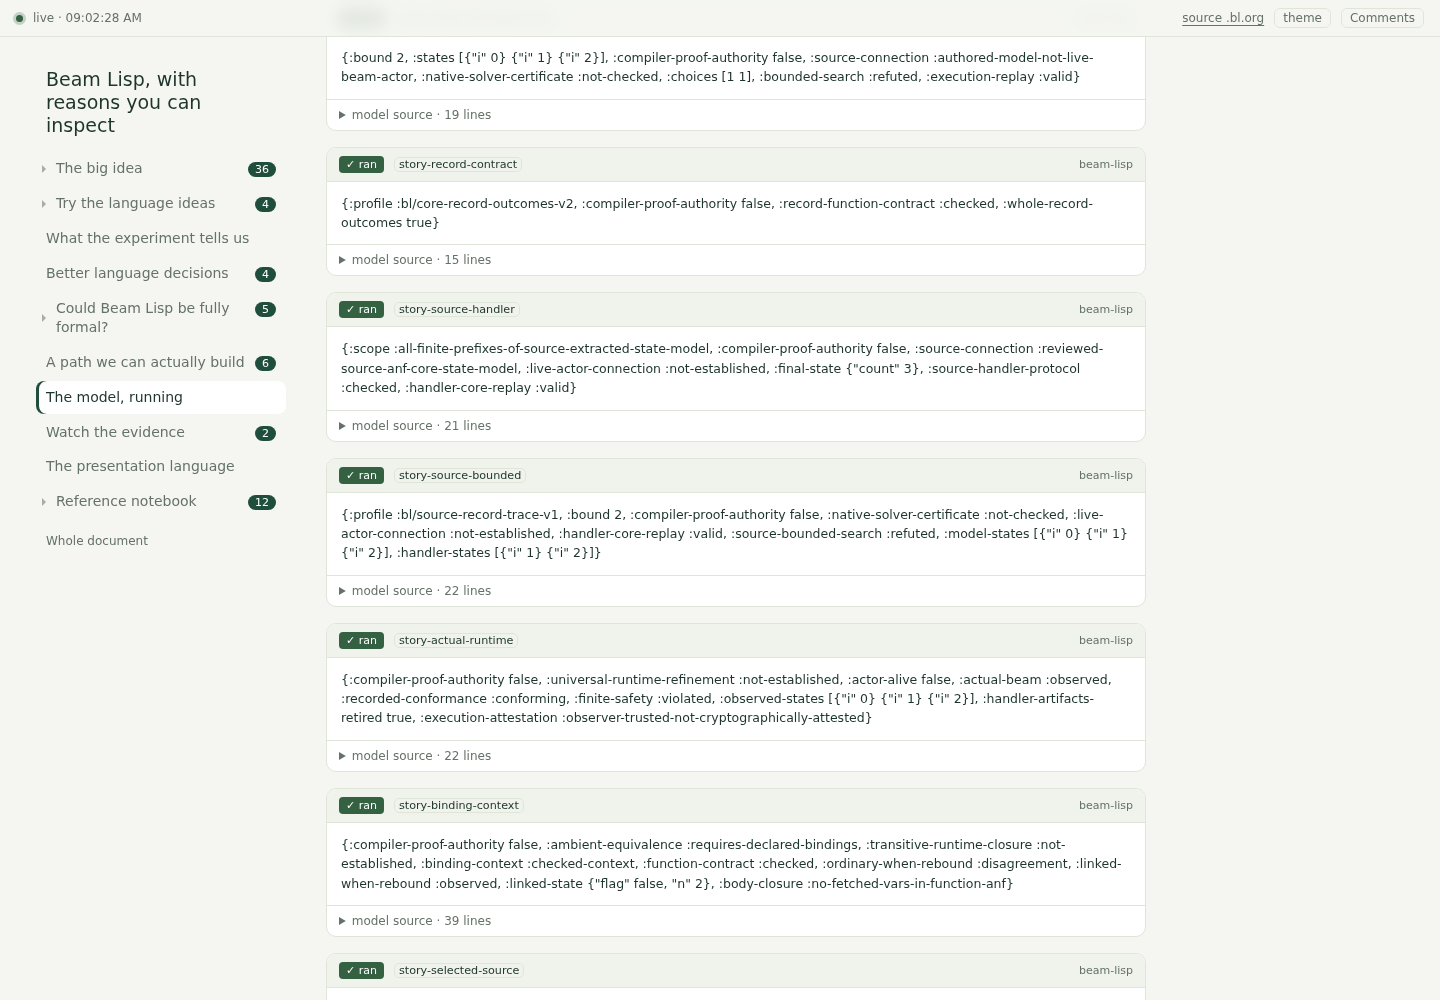 live · 09:02:28 AM
source .bl.org
theme
Comments
Beam Lisp, with
reasons you can
inspect
The big idea 36
Try the language ideas 4
What the experiment tells us
Better language decisions 4
Could Beam Lisp be fully 5
formal?
A path we can actually build 6
The model, running
Watch the evidence 2
The presentation language
Reference notebook 12
Whole document
{:bound 2, :states [{"i" 0} {"i" 1} {"i" 2}], :compiler-proof-authority false, :source-connection :authored-model-not-live-
beam-actor, :native-solver-certificate :not-checked, :choices [1 1], :bounded-search :refuted, :execution-replay :valid}
model source · 19 lines
✓ ran story-record-contract beam-lisp
{:profile :bl/core-record-outcomes-v2, :compiler-proof-authority false, :record-function-contract :checked, :whole-record-
outcomes true}
model source · 15 lines
✓ ran story-source-handler beam-lisp
{:scope :all-finite-prefixes-of-source-extracted-state-model, :compiler-proof-authority false, :source-connection :reviewed-
source-anf-core-state-model, :live-actor-connection :not-established, :final-state {"count" 3}, :source-handler-protocol
:checked, :handler-core-replay :valid}
model source · 21 lines
✓ ran story-source-bounded beam-lisp
{:profile :bl/source-record-trace-v1, :bound 2, :compiler-proof-authority false, :native-solver-certificate :not-checked, :live-
actor-connection :not-established, :handler-core-replay :valid, :source-bounded-search :refuted, :model-states [{"i" 0} {"i" 1}
{"i" 2}], :handler-states [{"i" 1} {"i" 2}]}
model source · 22 lines
✓ ran story-actual-runtime beam-lisp
{:compiler-proof-authority false, :universal-runtime-refinement :not-established, :actor-alive false, :actual-beam :observed,
:recorded-conformance :conforming, :finite-safety :violated, :observed-states [{"i" 0} {"i" 1} {"i" 2}], :handler-artifacts-
retired true, :execution-attestation :observer-trusted-not-cryptographically-attested}
model source · 22 lines
✓ ran story-binding-context beam-lisp
{:compiler-proof-authority false, :ambient-equivalence :requires-declared-bindings, :transitive-runtime-closure :not-
established, :binding-context :checked-context, :function-contract :checked, :ordinary-when-rebound :disagreement, :linked-
when-rebound :observed, :linked-state {"flag" false, "n" 2}, :body-closure :no-fetched-vars-in-function-anf}
model source · 39 lines
✓ ran story-selected-source beam-lisp